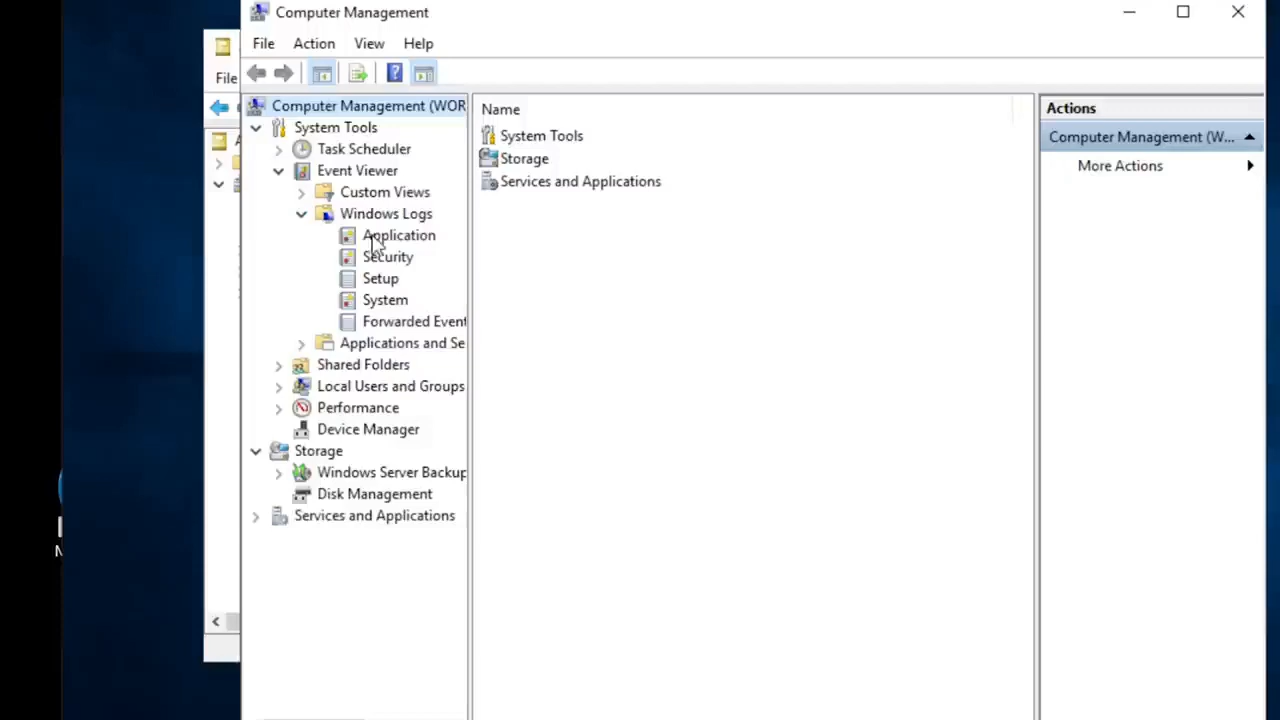 Computer Management
File
Action
View
Help
File
Computer Management (WOR
System Tools
Task Scheduler
Event Viewer
Custom Views
Windows Logs
Application
Security
Setup
System
Forwarded Event
Applications and Se
Shared Folders
Local Users and Groups
Performance
Device Manager
Storage
Windows Server Backup
Disk Management
Services and Applications
Name
System Tools
Storage
Services and Applications
Actions
Computer Management (W...
More Actions